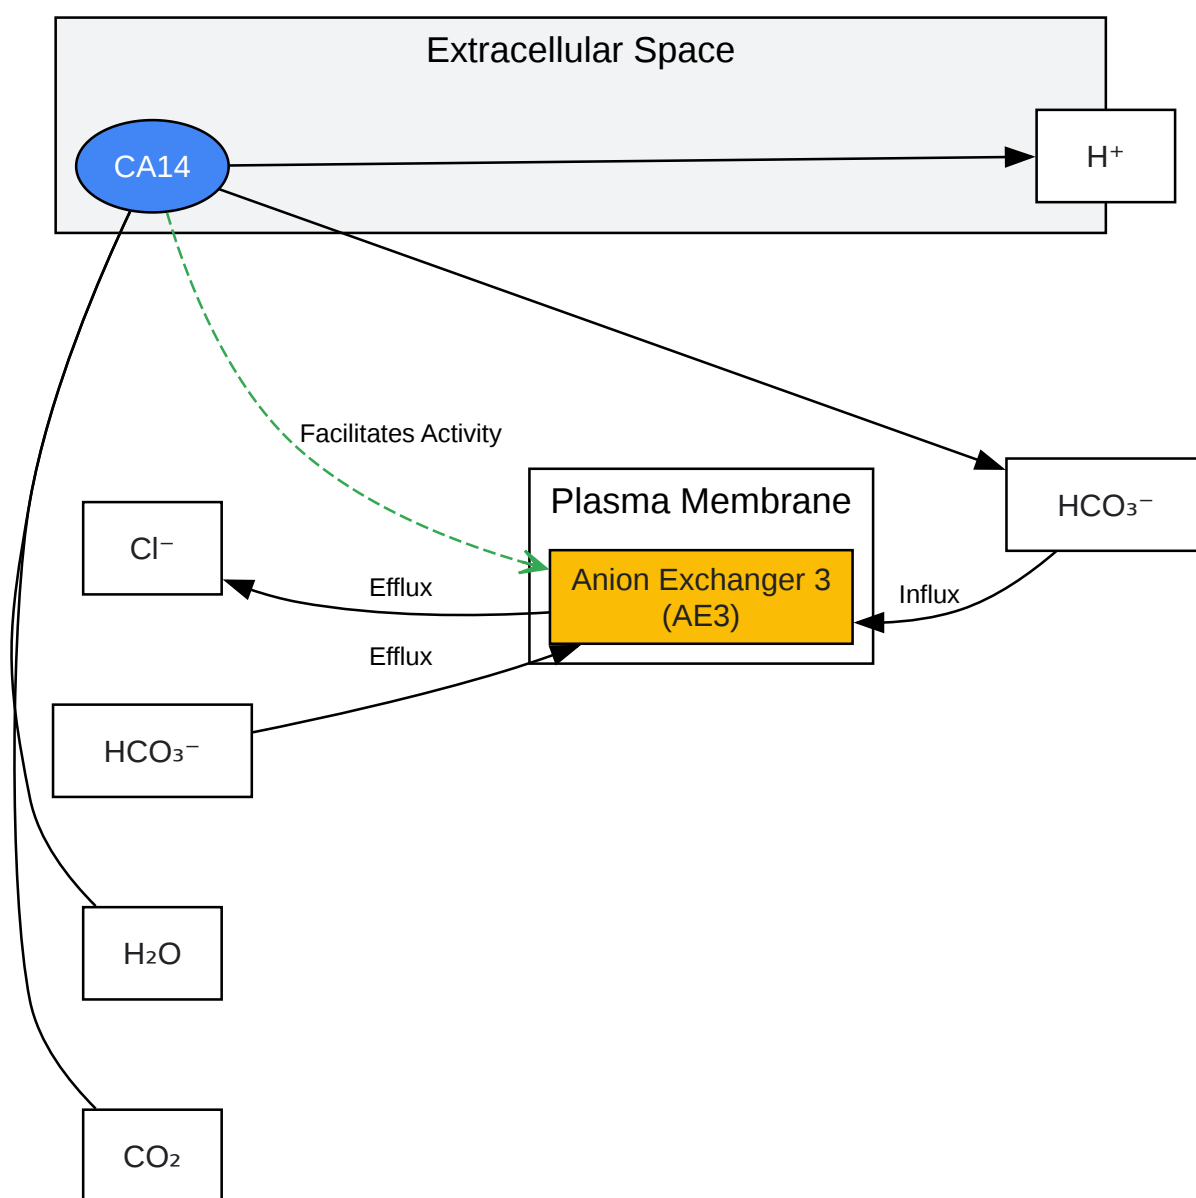 Extracellular Space
CA14
H⁺
Facilitates Activity
Plasma Membrane
HCO₃⁻
Cl⁻
Efflux
Anion Exchanger 3
(AE3)
Influx
Efflux
HCO₃⁻
H₂O
CO₂